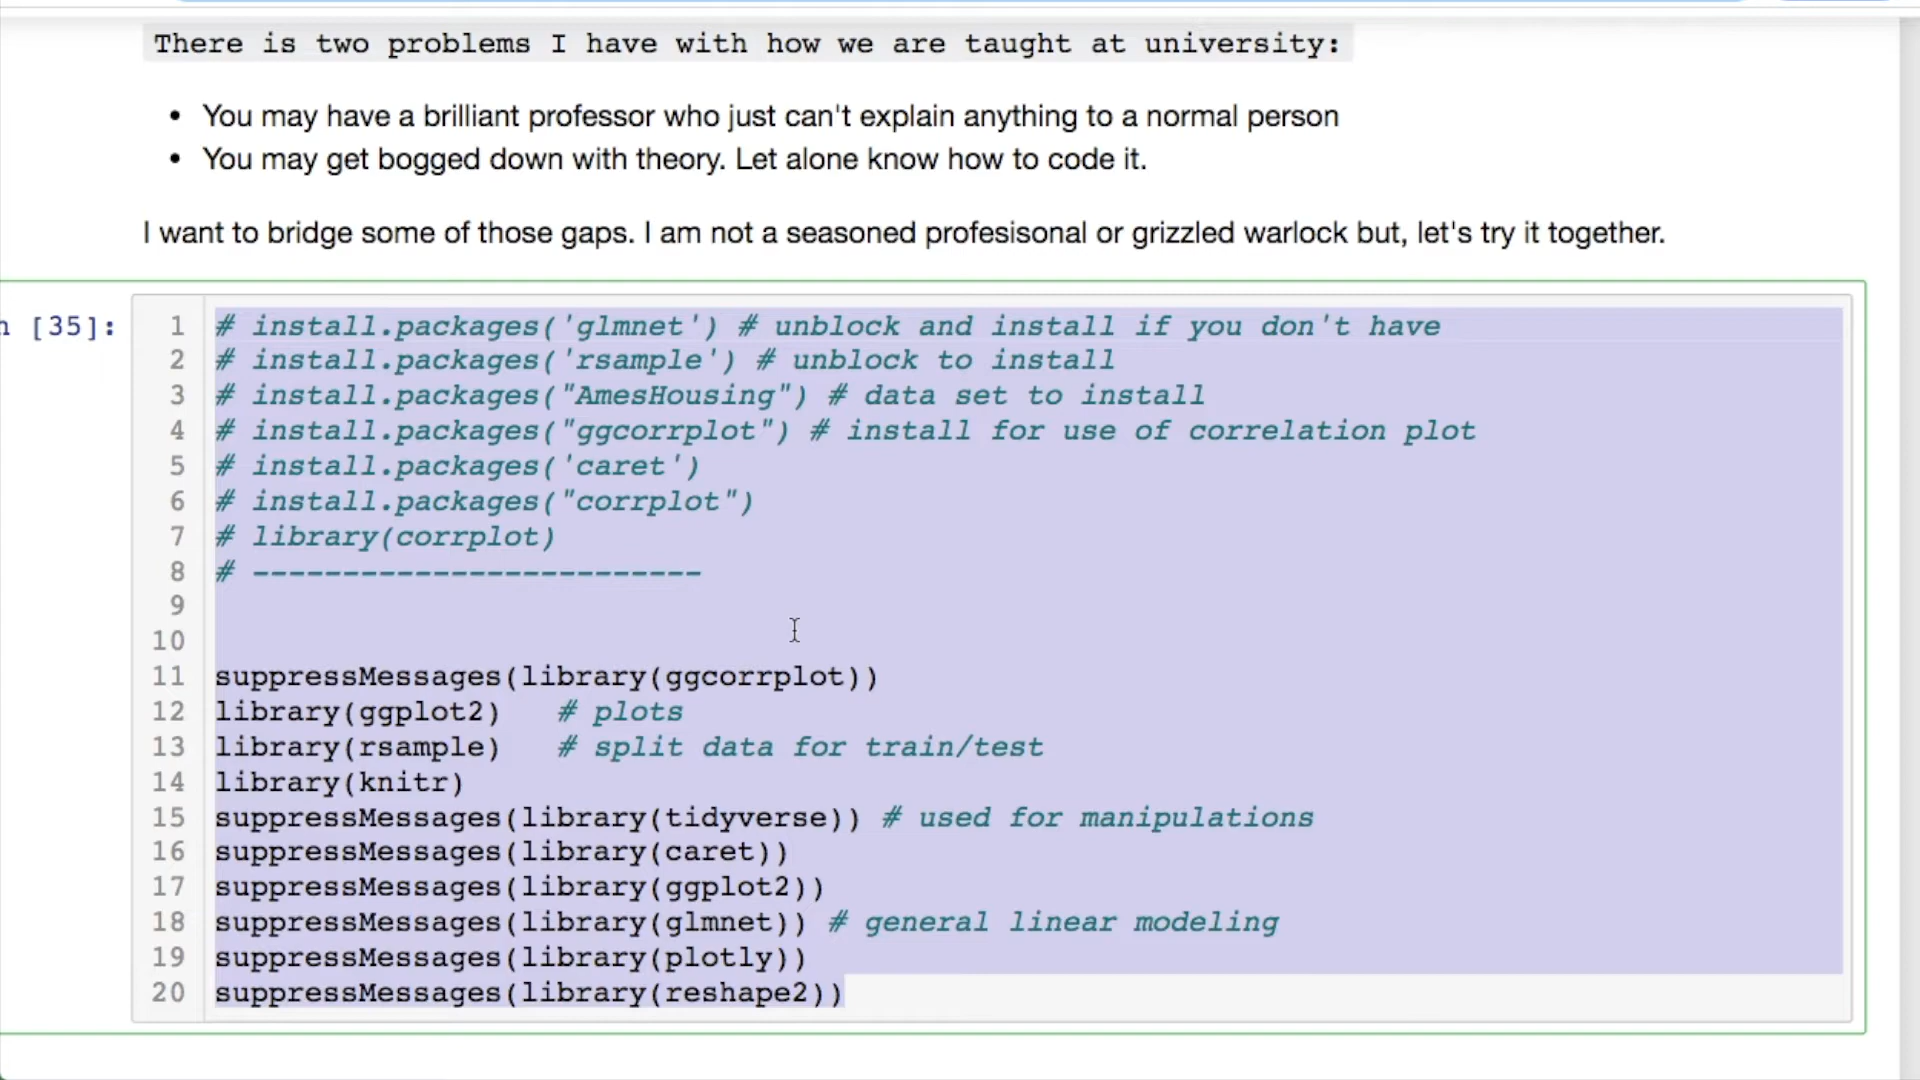 There is two problems I have with how we are taught at university:
• You may have a brilliant professor who just can't explain anything to a normal person
• You may get bogged down with theory. Let alone know how to code it.
I want to bridge some of those gaps. I am not a seasoned profesisonal or grizzled warlock but, let's try it together.
n [35]:
1 # install.packages('glmnet') # unblock and install if you don't have
2 # install.packages('rsample') # unblock to install
3 # install.packages("AmesHousing") # data set to install
4 # install.packages("ggcorrplot") # install for use of correlation plot
5 # install.packages('caret')
6 # install.packages("corrplot")
7 # library(corrplot)
8 # -------------------------
9
10
11 suppressMessages(library(ggcorrplot))
12 library(ggplot2)   # plots
13 library(rsample)   # split data for train/test
14 library(knitr)
15 suppressMessages(library(tidyverse)) # used for manipulations
16 suppressMessages(library(caret))
17 suppressMessages(library(ggplot2))
18 suppressMessages(library(glmnet)) # general linear modeling
19 suppressMessages(library(plotly))
20 suppressMessages(library(reshape2))